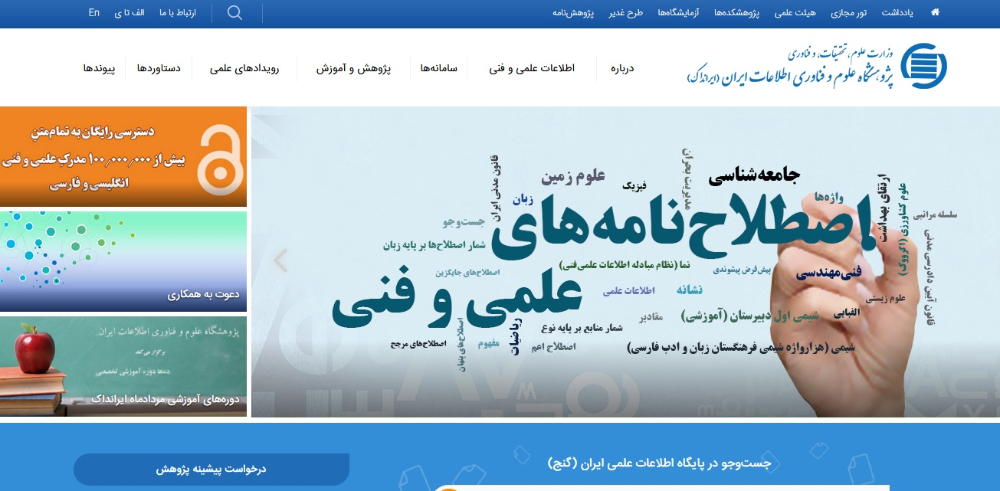 یادداشت
تور مجازی
هیئت علمی
پژوهشکده‌ها
آزمایشگاه‌ها
طرح غدیر
پژوهش‌نامه
ارتباط با ما
الف تا ی
En
وزارت علوم، تحقیقات، و فناوری
پژوهشگاه علوم و فناوری اطلاعات ایران (ایرانداک)
درباره
اطلاعات علمی و فنی
سامانه‌ها
پژوهش و آموزش
رویدادهای علمی
دستاوردها
پیوندها
جامعه‌شناسی
مدیریت بحران
علوم زمین
فیزیک
قانون مدنی ایران
زبان
واژه‌ها
ارتقای بهداشت
علوم کشاورزی (اگرووک)
سلسله مراتبی
اصطلاح‌نامه‌های
جست‌وجو
شمار اصطلاح‌ها بر پایه زبان
قانون آیین دادرسی مدنی
نما (نظام مبادله اطلاعات علمی‌فنی)
پیش‌فرض پیشوندی
فنی‌مهندسی
اصطلاح‌های جایگزین
علمی و فنی
نشانه
اطلاعات علمی
علوم زیستی
الفبایی
شیمی اول دبیرستان (آموزشی)
مقادیر
شمار منابع بر پایه نوع
ریاضیات
اصطلاح‌های پنهان
شیمی (هزارواژه شیمی فرهنگستان زبان و ادب فارسی)
اصطلاح اعم
مفهوم
اصطلاح‌های مرجح
دسترسی رایگان به تمام‌متنِ
بیش از ۱۰۰٫۰۰۰٫۰۰۰ مدرکِ علمی و فنی
انگلیسی و فارسی
دعوت به همکاری
پژوهشگاه علوم و فناوری اطلاعات ایران
برگزار می‌کند
ده‌ها دوره آموزشی تخصصی
دوره‌های آموزشی مردادماه ایرانداک
جست‌وجو در پایگاه اطلاعات علمی ایران (گنج)
درخواست پیشینه پژوهش